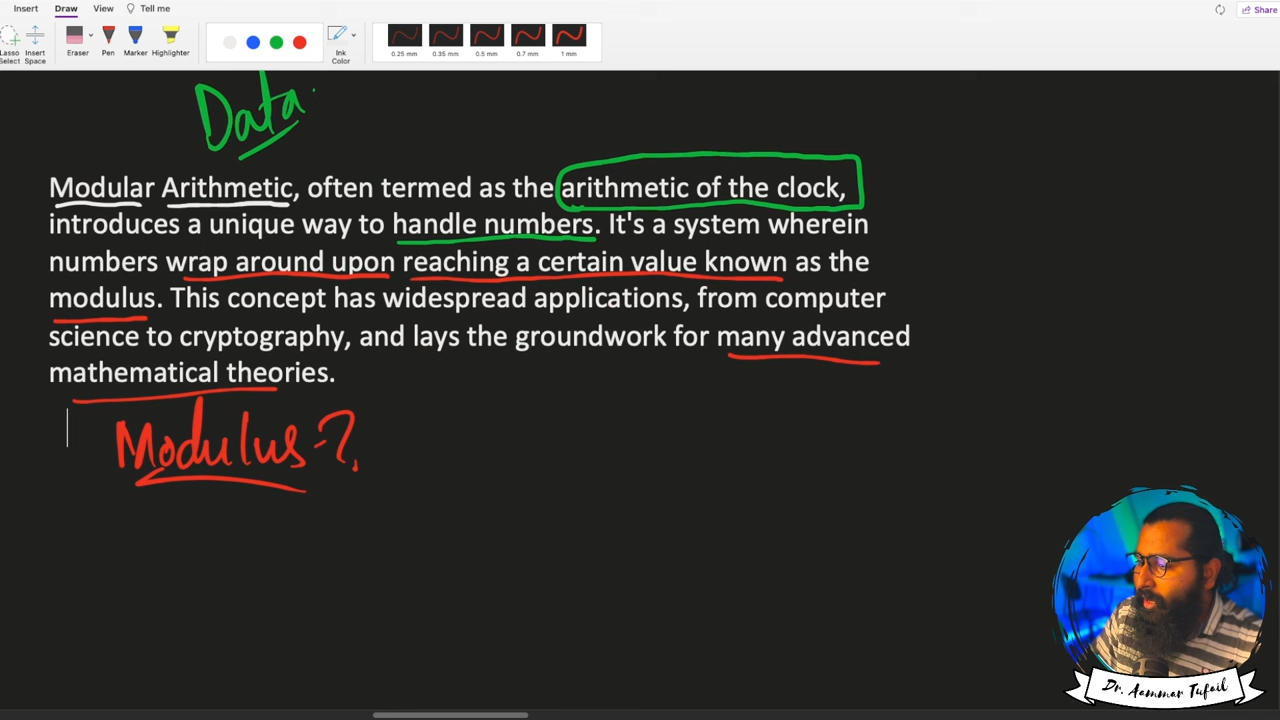 Insert Draw View Tell me
Share
Lasso Select
Insert Space
Eraser
Pen
Marker
Highlighter
Ink Color
0.25 mm 0.35 mm 0.5 mm 0.7 mm 1 mm
Data
Modular Arithmetic, often termed as the arithmetic of the clock,
introduces a unique way to handle numbers. It's a system wherein
numbers wrap around upon reaching a certain value known as the
modulus. This concept has widespread applications, from computer
science to cryptography, and lays the groundwork for many advanced
mathematical theories.
Modulus-?
Dr. Aammar Tufail